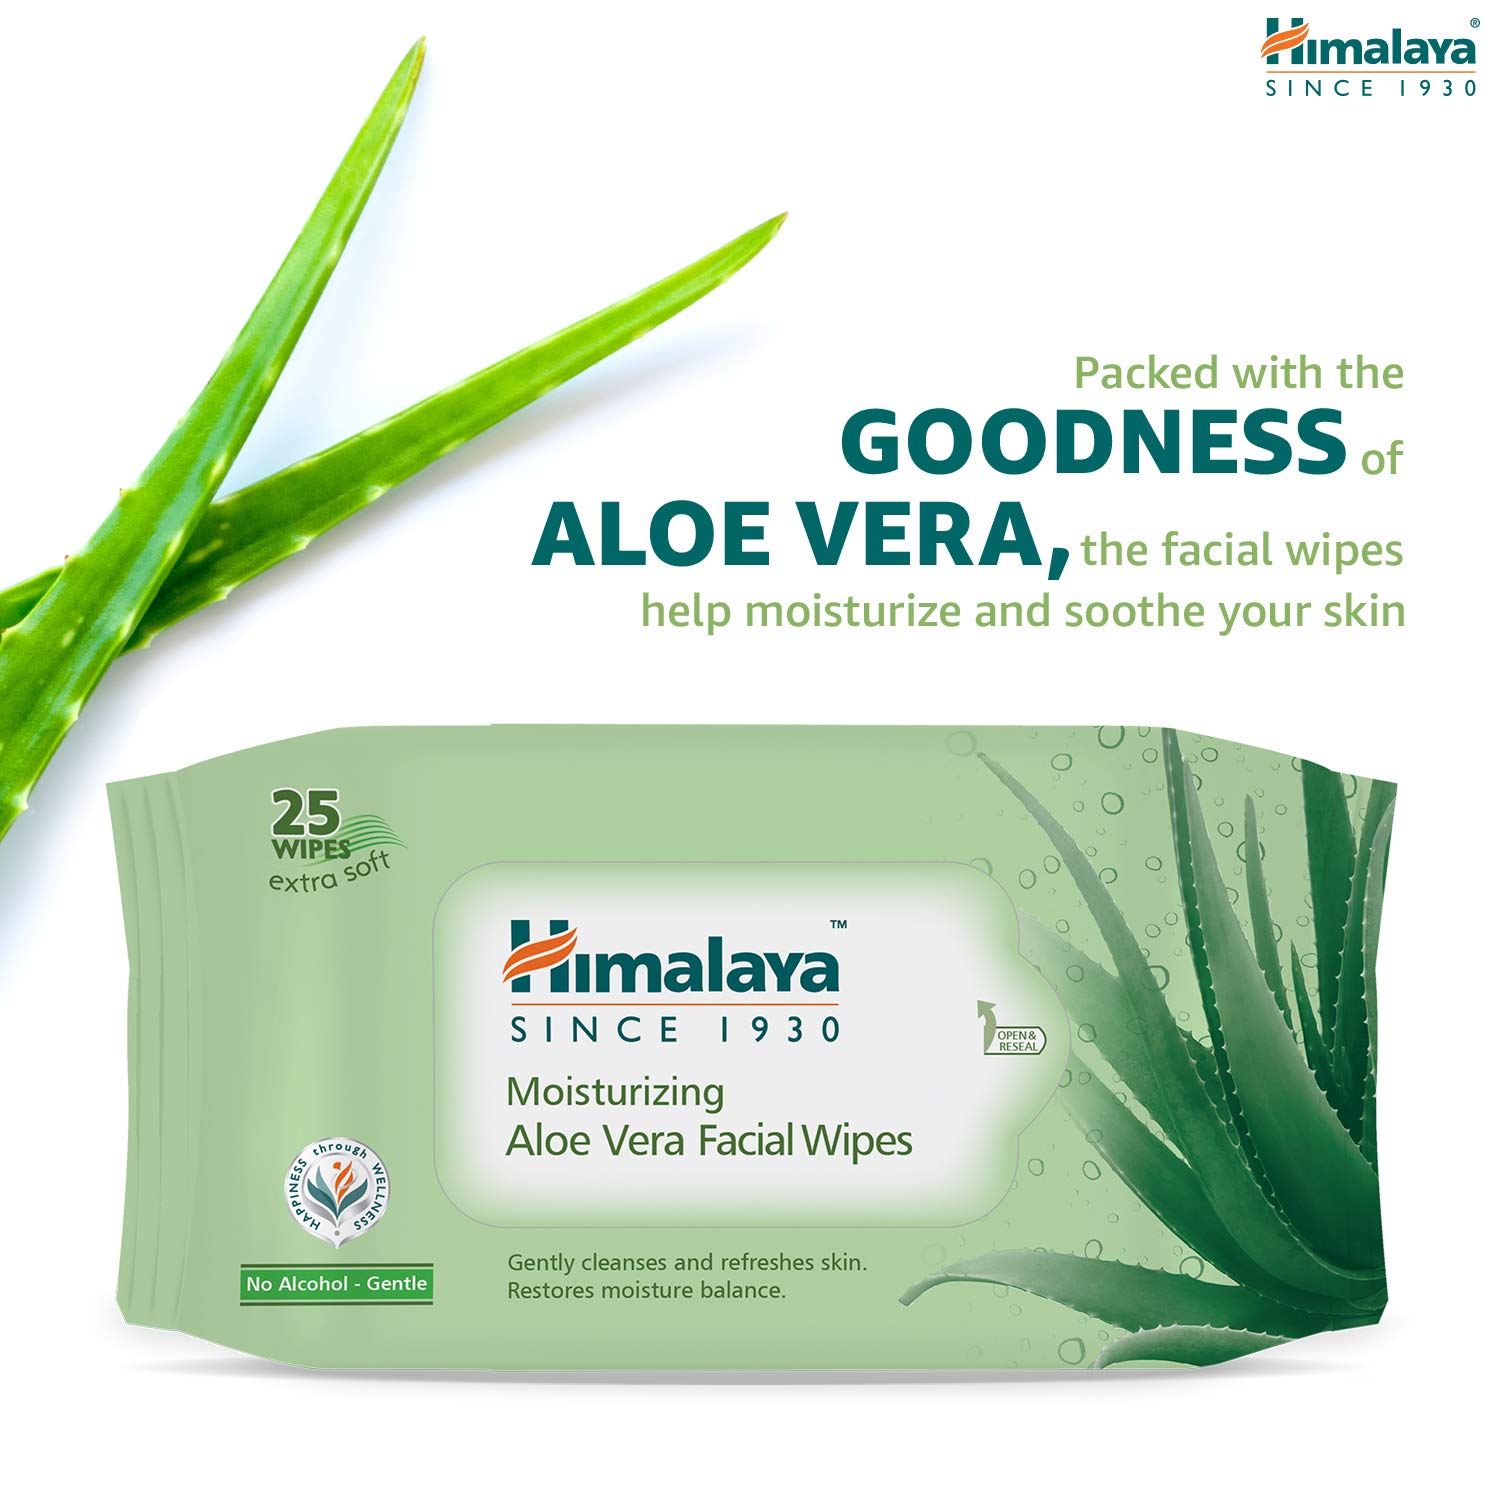 Himalaya®
SINCE 1930
Packed with the
GOODNESS of
ALOE VERA, the facial wipes
help moisturize and soothe your skin
25
WIPES
extra soft
Himalaya™
SINCE 1930
OPEN &
RESEAL
Moisturizing
Aloe Vera Facial Wipes
HAPPINESS through WELLNESS
No Alcohol - Gentle
Gently cleanses and refreshes skin.
Restores moisture balance.